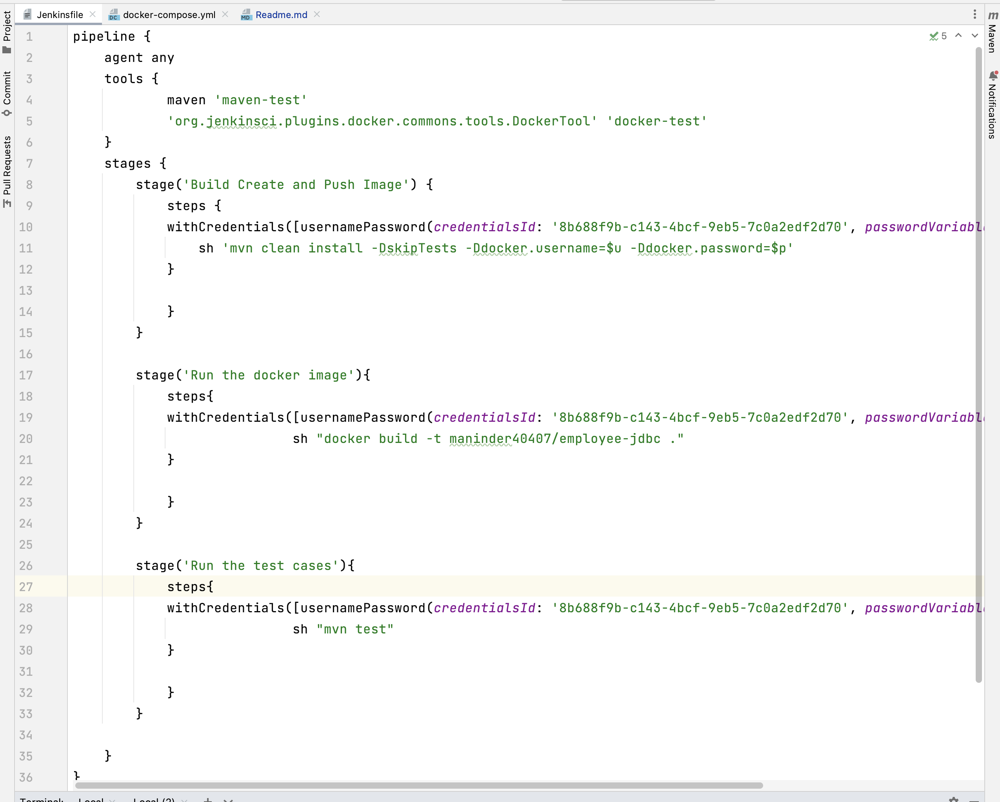 Jenkinsfile
docker-compose.yml
Readme.md
Project
Commit
Pull Requests
Maven
Notifications
5
1 pipeline {
2 agent any
3 tools {
4 maven 'maven-test'
5 'org.jenkinsci.plugins.docker.commons.tools.DockerTool' 'docker-test'
6 }
7 stages {
8 stage('Build Create and Push Image') {
9 steps {
10 withCredentials([usernamePassword(credentialsId: '8b688f9b-c143-4bcf-9eb5-7c0a2edf2d70', passwordVariabl
11 sh 'mvn clean install -DskipTests -Ddocker.username=$u -Ddocker.password=$p'
12 }
13
14 }
15 }
16
17 stage('Run the docker image'){
18 steps{
19 withCredentials([usernamePassword(credentialsId: '8b688f9b-c143-4bcf-9eb5-7c0a2edf2d70', passwordVariabl
20 sh "docker build -t maninder40407/employee-jdbc ."
21 }
22
23 }
24 }
25
26 stage('Run the test cases'){
27 steps{
28 withCredentials([usernamePassword(credentialsId: '8b688f9b-c143-4bcf-9eb5-7c0a2edf2d70', passwordVariabl
29 sh "mvn test"
30 }
31
32 }
33 }
34
35 }
36 }
Terminal: Local Local (2)